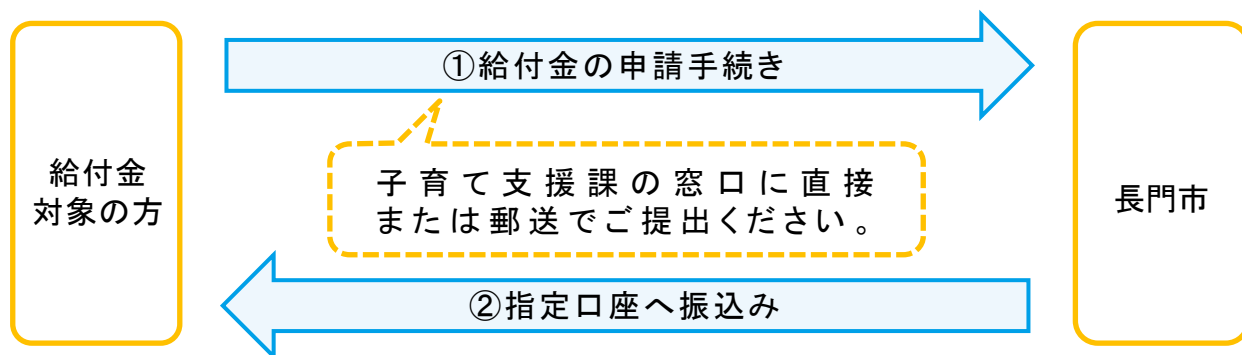 ①給付金の申請手続き
給付金
対象の方
子育て支援課の窓口に直接
または郵送でご提出ください。
長門市
②指定口座へ振込み